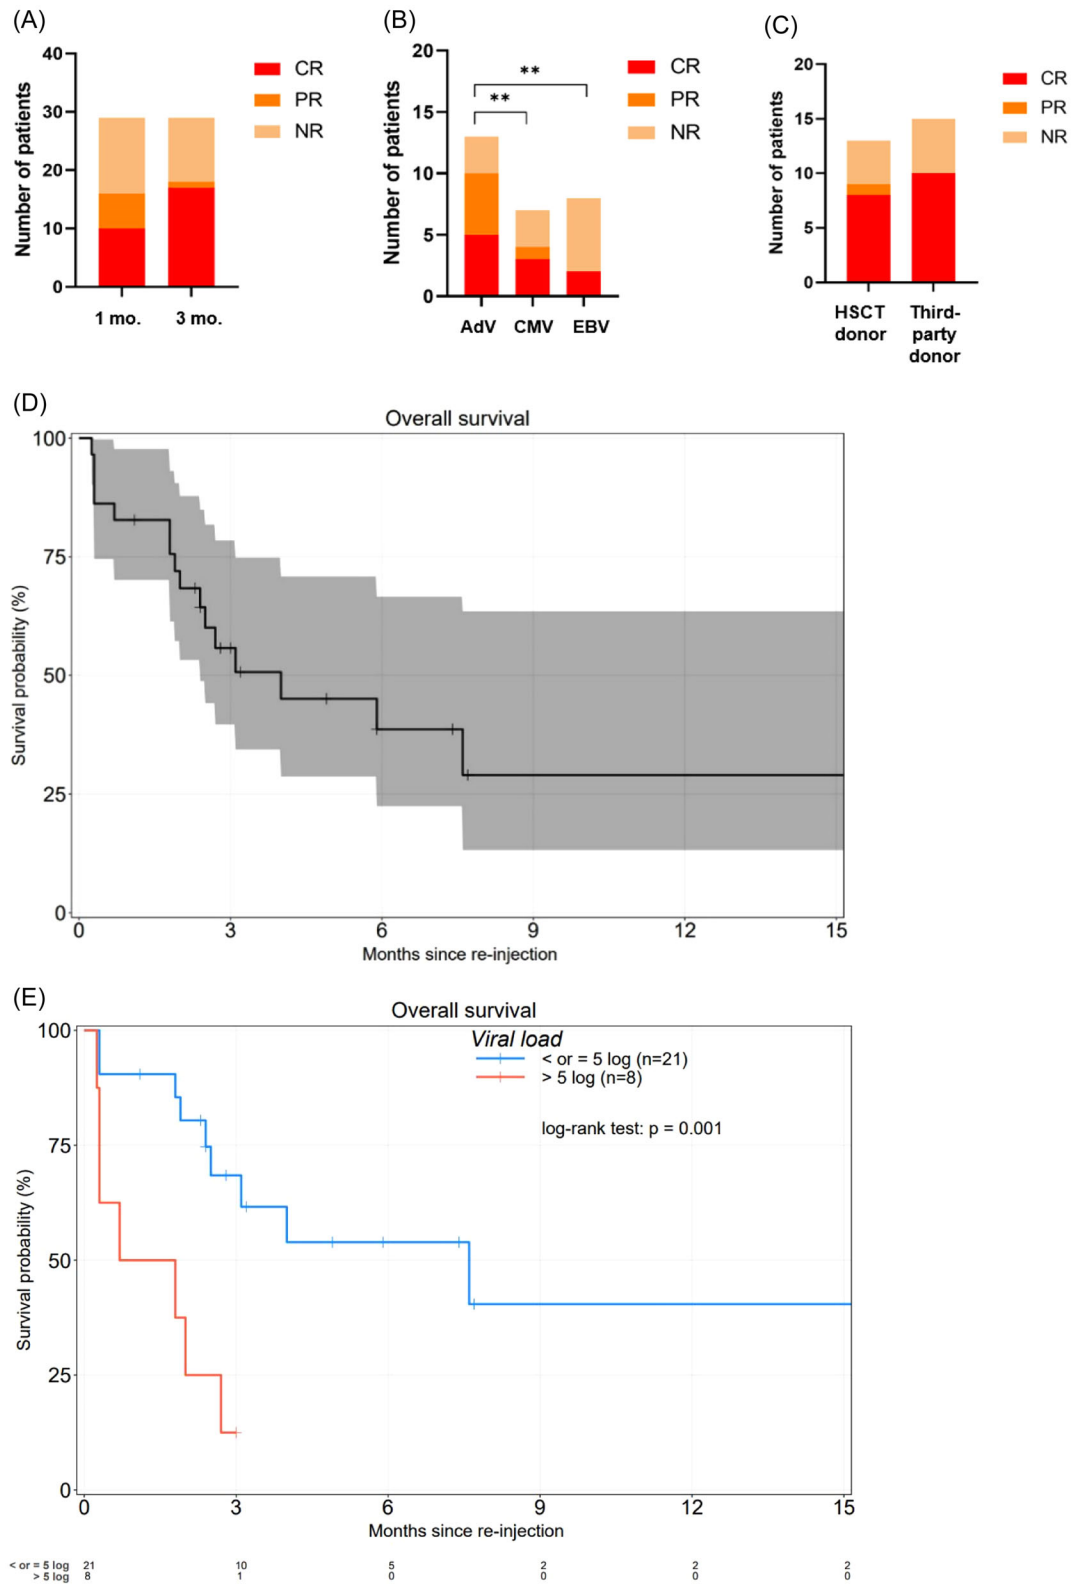 (A)
40
30
20
10
0
Number of patients
1 mo.
3 mo.
CR
PR
NR
(B)
20
15
10
5
0
Number of patients
**
**
AdV
CMV
EBV
CR
PR
NR
(C)
20
15
10
5
0
Number of patients
HSCT
donor
Third-
party
donor
CR
PR
NR
(D)
Overall survival
100
75
50
25
0
Survival probability (%)
0 3 6 9 12 15
Months since re-injection
(E)
Overall survival
Viral load
< or = 5 log (n=21)
> 5 log (n=8)
log-rank test: p = 0.001
100
75
50
25
0
Survival probability (%)
0 3 6 9 12 15
Months since re-injection
< or = 5 log 21 10 5 2 2 2
> 5 log 8 1 0 0 0 0